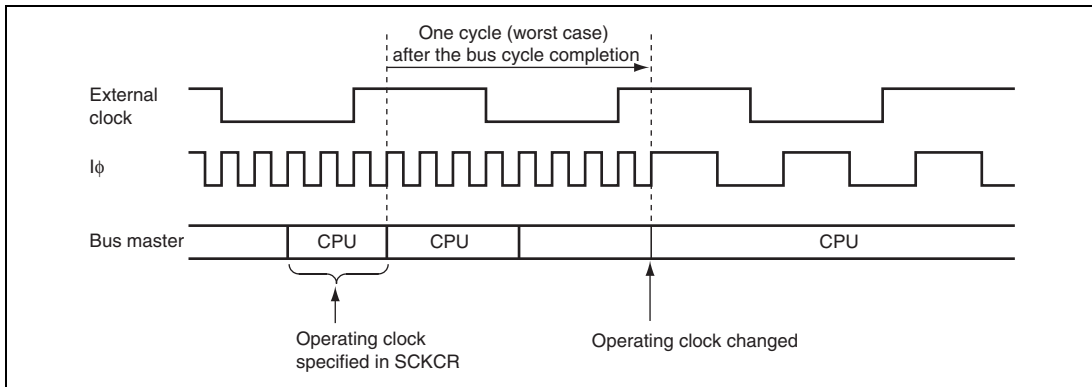 One cycle (worst case)
after the bus cycle completion
External
clock
Iϕ
Bus master
CPU
CPU
CPU
Operating clock
specified in SCKCR
Operating clock changed